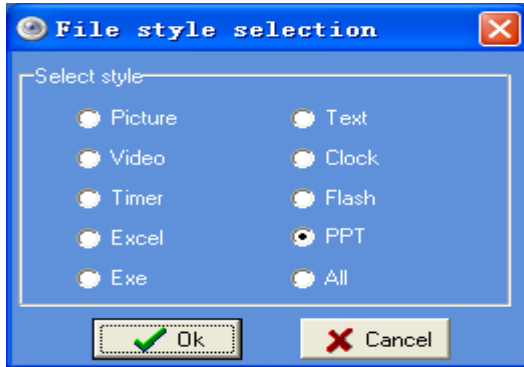 File style selection
Select style
Picture Text
Video Clock
Timer Flash
Excel PPT
Exe All
Ok Cancel